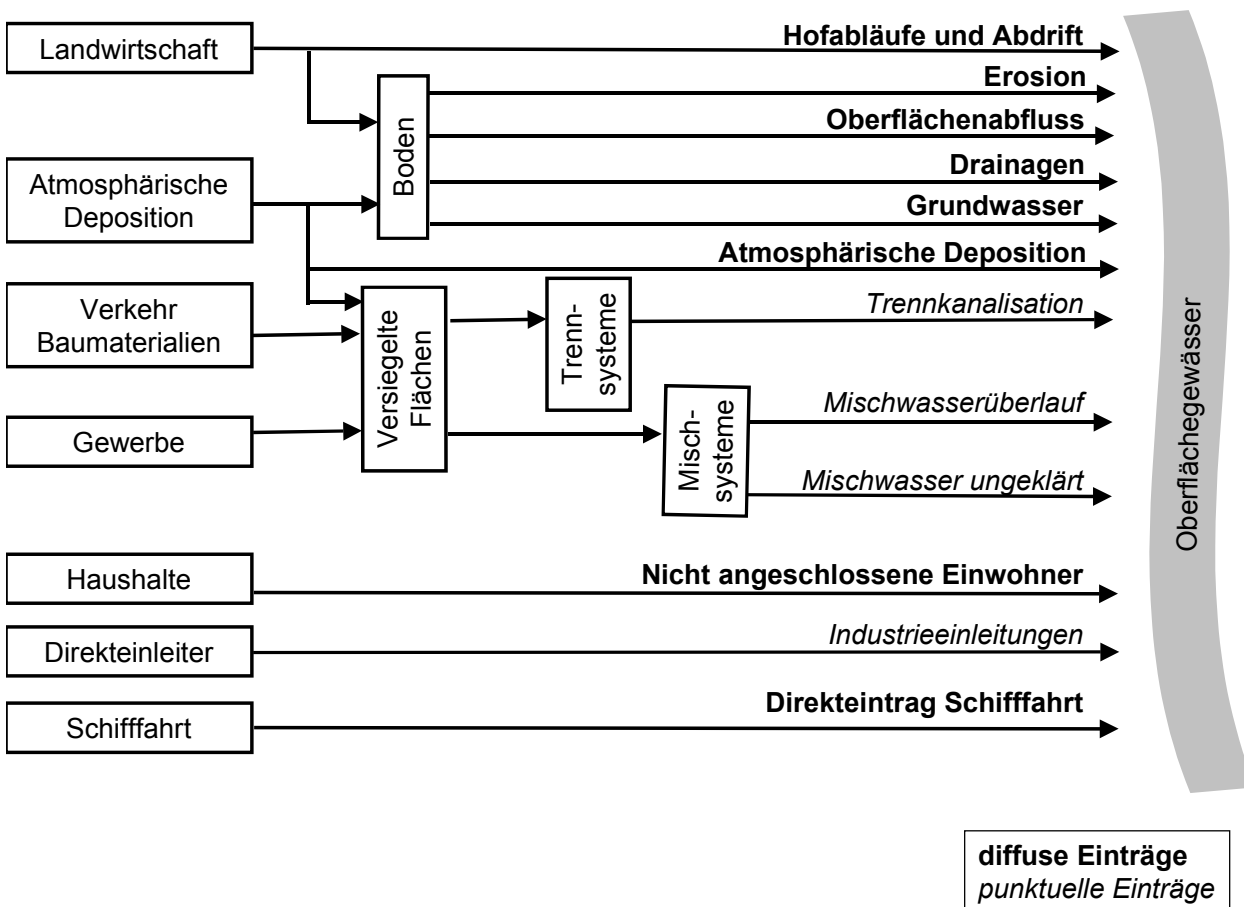 Landwirtschaft
Hofabläufe und Abdrift
Erosion
Boden
Oberflächenabfluss
Atmosphärische
Deposition
Drainagen
Grundwasser
Atmosphärische Deposition
Verkehr
Baumaterialien
Versiegelte
Flächen
Trenn-
systeme
Trennkanalisation
Gewerbe
Misch-
systeme
Mischwasserüberlauf
Mischwasser ungeklärt
Oberflächegewässer
Haushalte
Nicht angeschlossene Einwohner
Direkteinleiter
Industrieeinleitungen
Schifffahrt
Direkteintrag Schifffahrt
diffuse Einträge
punktuelle Einträge